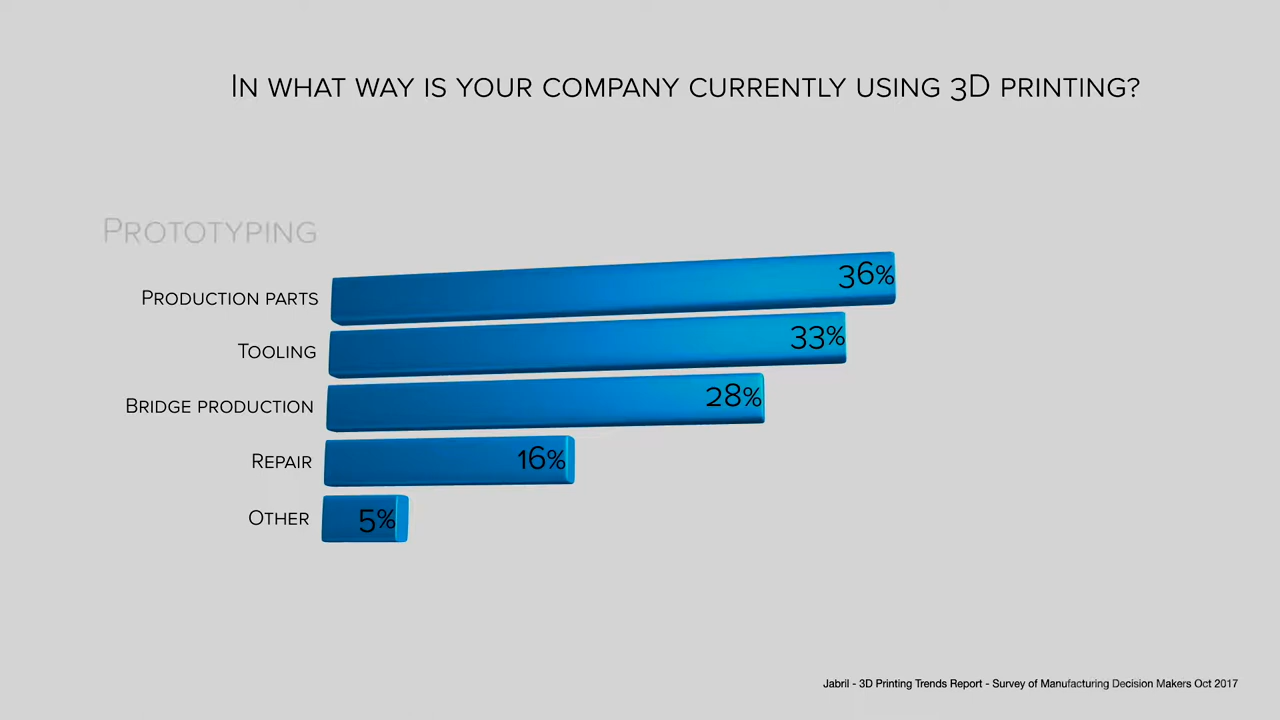 In what way is your company currently using 3D printing?
Prototyping
Production parts 36%
Tooling 33%
Bridge production 28%
Repair 16%
Other 5%
Jabril - 3D Printing Trends Report - Survey of Manufacturing Decision Makers Oct 2017